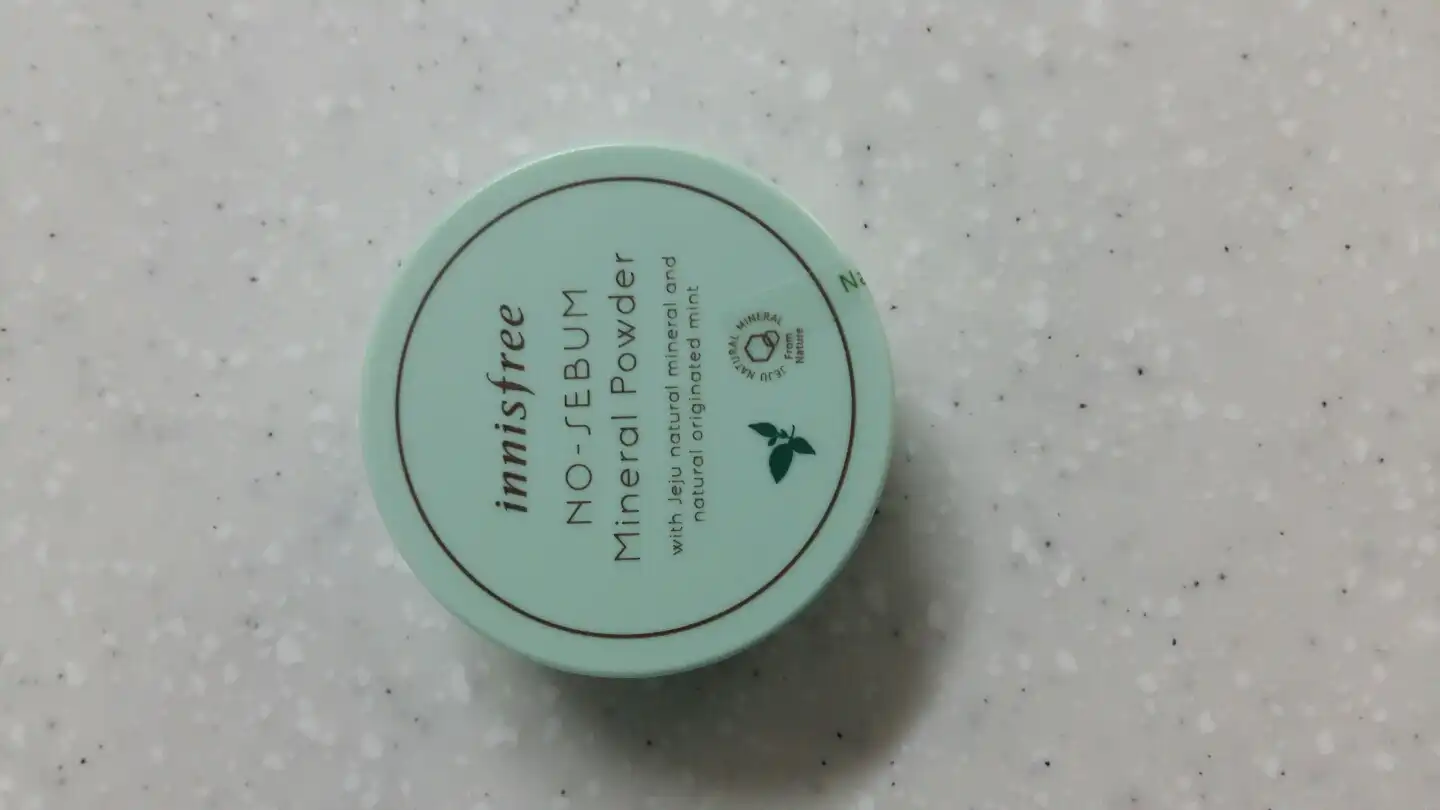 innisfree
NO-SEBUM
Mineral Powder
with Jeju natural mineral and
natural originated mint
JEJU NATURAL MINERAL
From
Nature